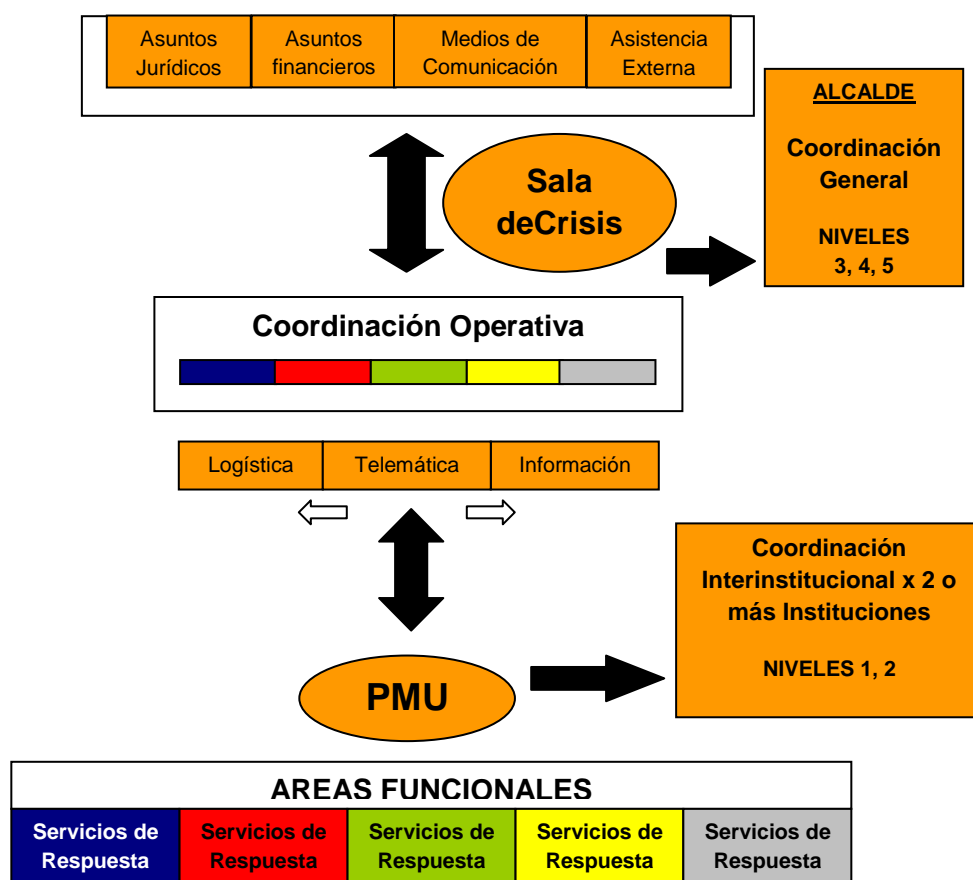 Asuntos
Jurídicos
Asuntos
financieros
Medios de
Comunicación
Asistencia
Externa
ALCALDE
Coordinación
General
NIVELES
3, 4, 5
Sala
deCrisis
Coordinación Operativa
Logística
Telemática
Información
Coordinación
Interinstitucional x 2 o
más Instituciones
NIVELES 1, 2
PMU
AREAS FUNCIONALES
Servicios de
Respuesta
Servicios de
Respuesta
Servicios de
Respuesta
Servicios de
Respuesta
Servicios de
Respuesta